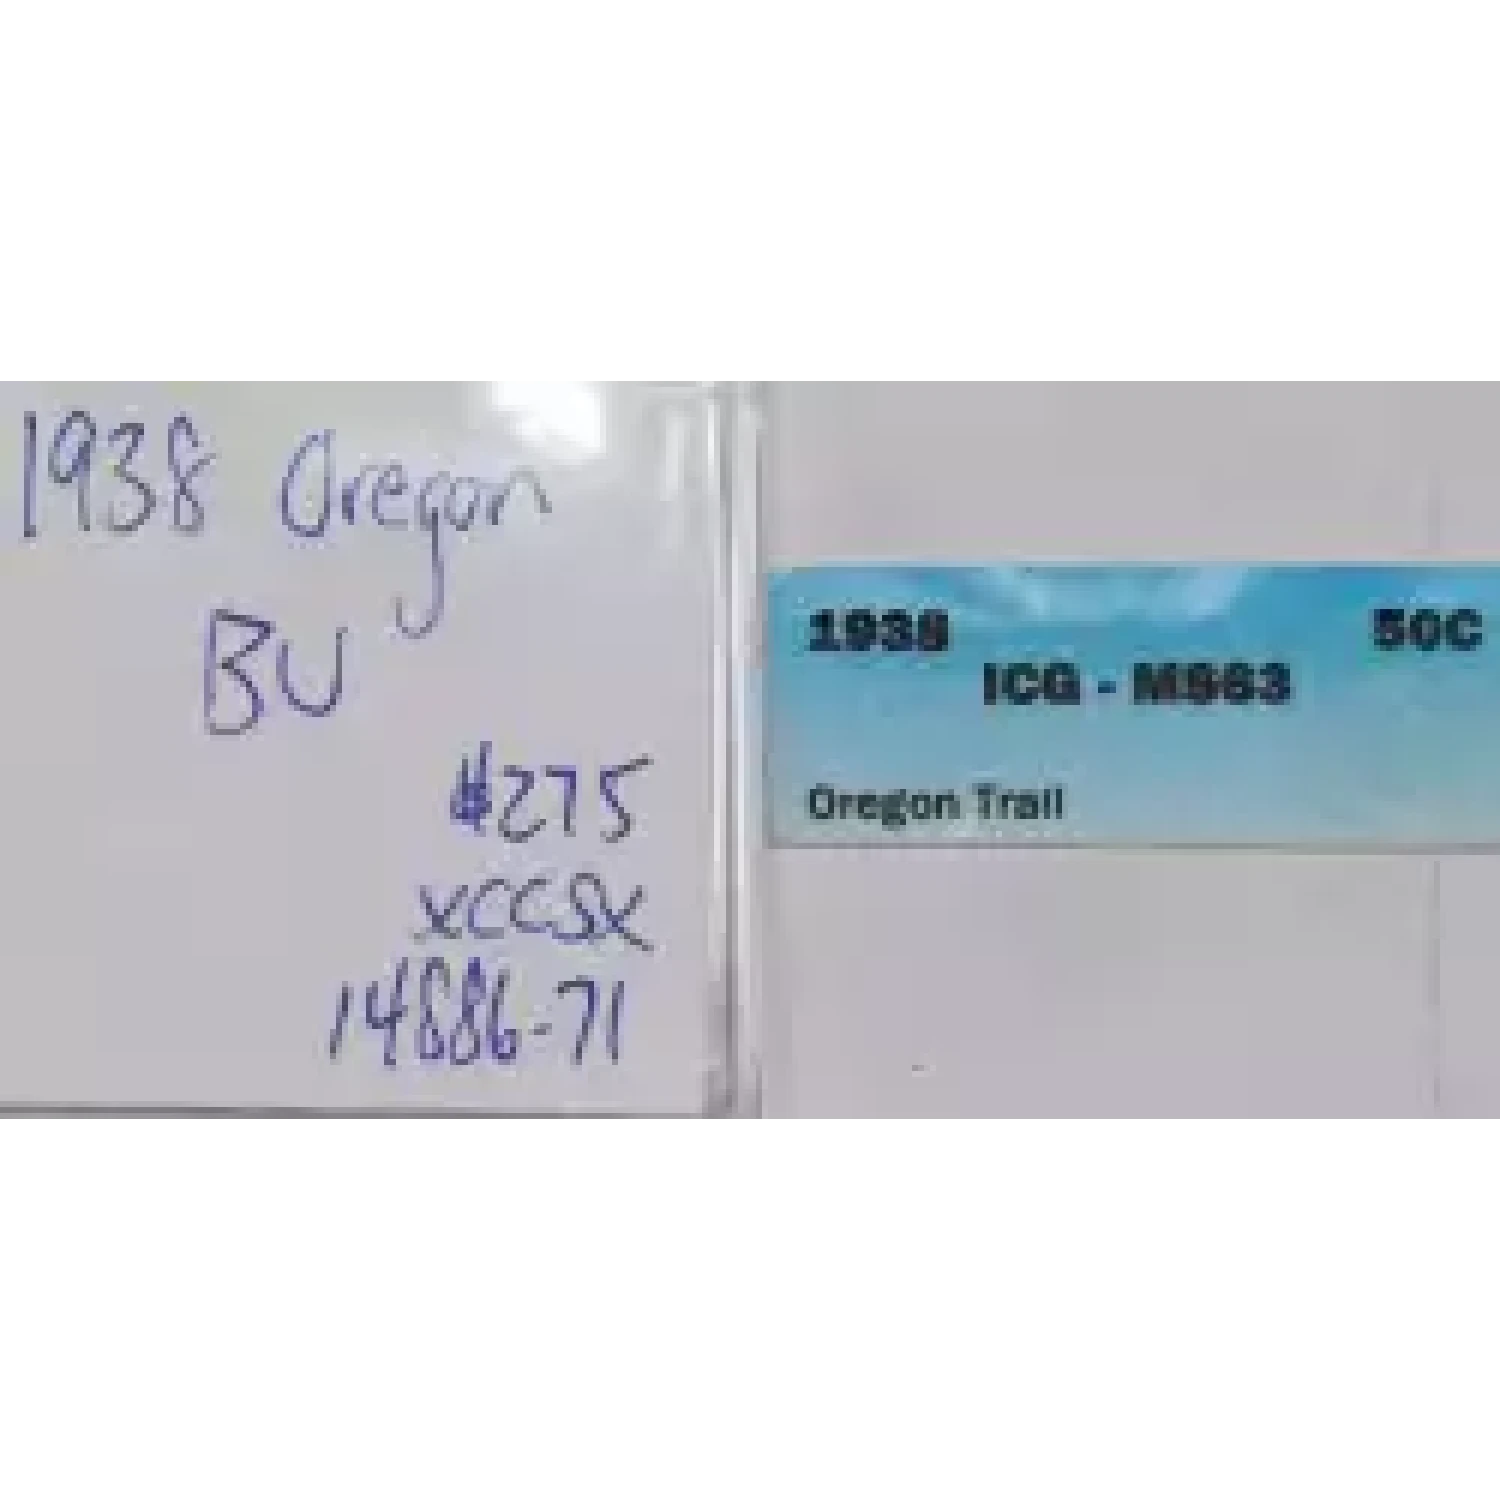 1938 Oregon
BU
#275
xccsx
14886-71
1938 50C
ICG - MS63
Oregon Trail